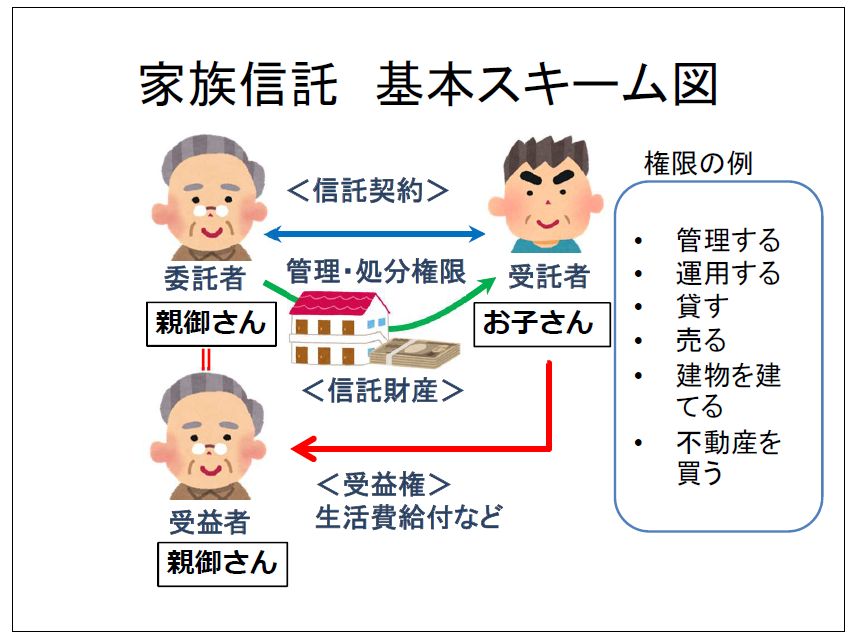 家族信託　基本スキーム図
＜信託契約＞
権限の例
委託者
管理・処分権限
受託者
親御さん
お子さん
＜信託財産＞
＜受益権＞
生活費給付など
受益者
親御さん
• 管理する
• 運用する
• 貸す
• 売る
• 建物を建
てる
• 不動産を
買う